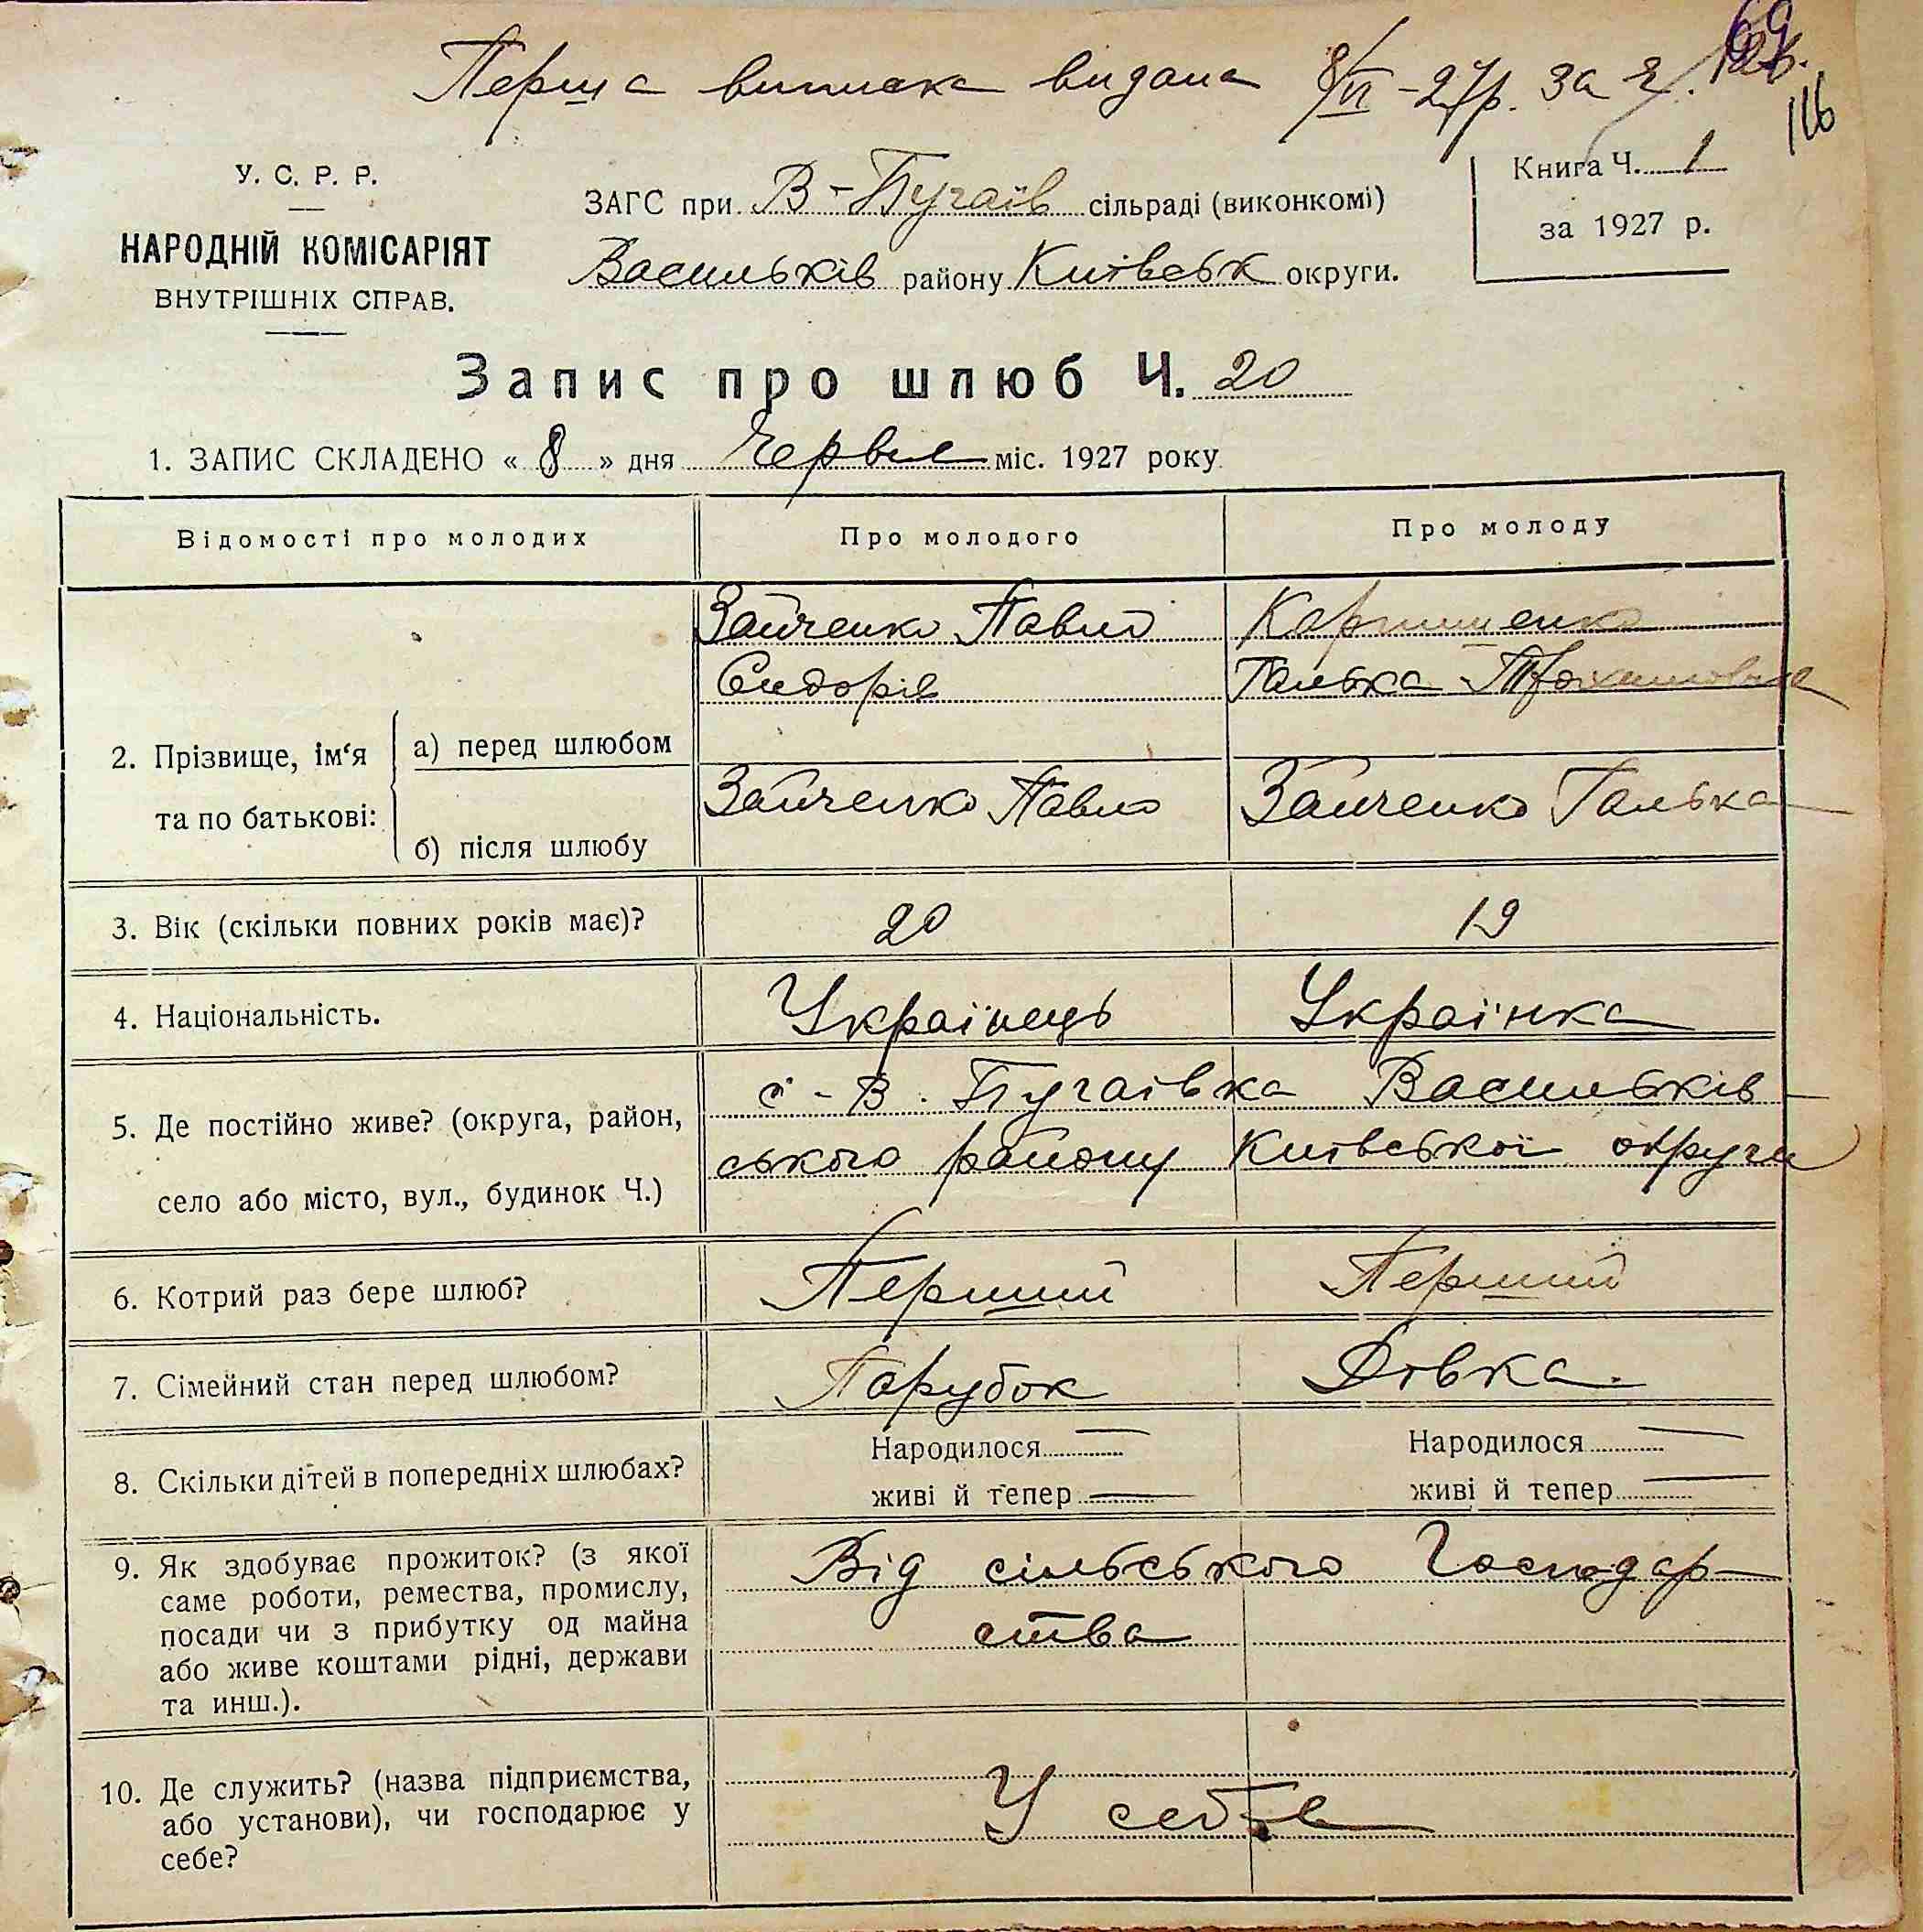 Перша виписка видана 8/VI-27р. за Ч.
69
116
У. С. Р. Р.
НАРОДНІЙ КОМІСАРІЯТ
ВНУТРІШНІХ СПРАВ.
ЗАГС при В-Бугаїв сільраді (виконкомі)
Васильків району Київськ округи.
Книга Ч. 1
за 1927 р.
Запис про шлюб Ч. 20
1. ЗАПИС СКЛАДЕНО « 8 » дня Червня міс. 1927 року
Відомості про молодих Про молодого Про молоду
2. Прізвище, ім'я та по батькові:
а) перед шлюбом
Зайченко Павло
Сидорів
Галька
б) після шлюбу
Зайченко Павло Зайченко Галька
3. Вік (скільки повних років має)? 20 19
4. Національність. Українець Українка
5. Де постійно живе? (округа, район,
село або місто, вул., будинок Ч.)
с-В. Бугаївка Васильків-
ського району Київської округи
6. Котрий раз бере шлюб? Перший Перший
7. Сімейний стан перед шлюбом? Парубок Дівка.
8. Скільки дітей в попередніх шлюбах?
Народилося — Народилося —
живі й тепер — живі й тепер —
9. Як здобуває прожиток? (з якої
саме роботи, ремества, промислу,
посади чи з прибутку од майна
або живе коштами рідні, держави
та инш.).
Від сільського Господар-
ства
10. Де служить? (назва підприємства,
або установи), чи господарює у
себе?
У себе